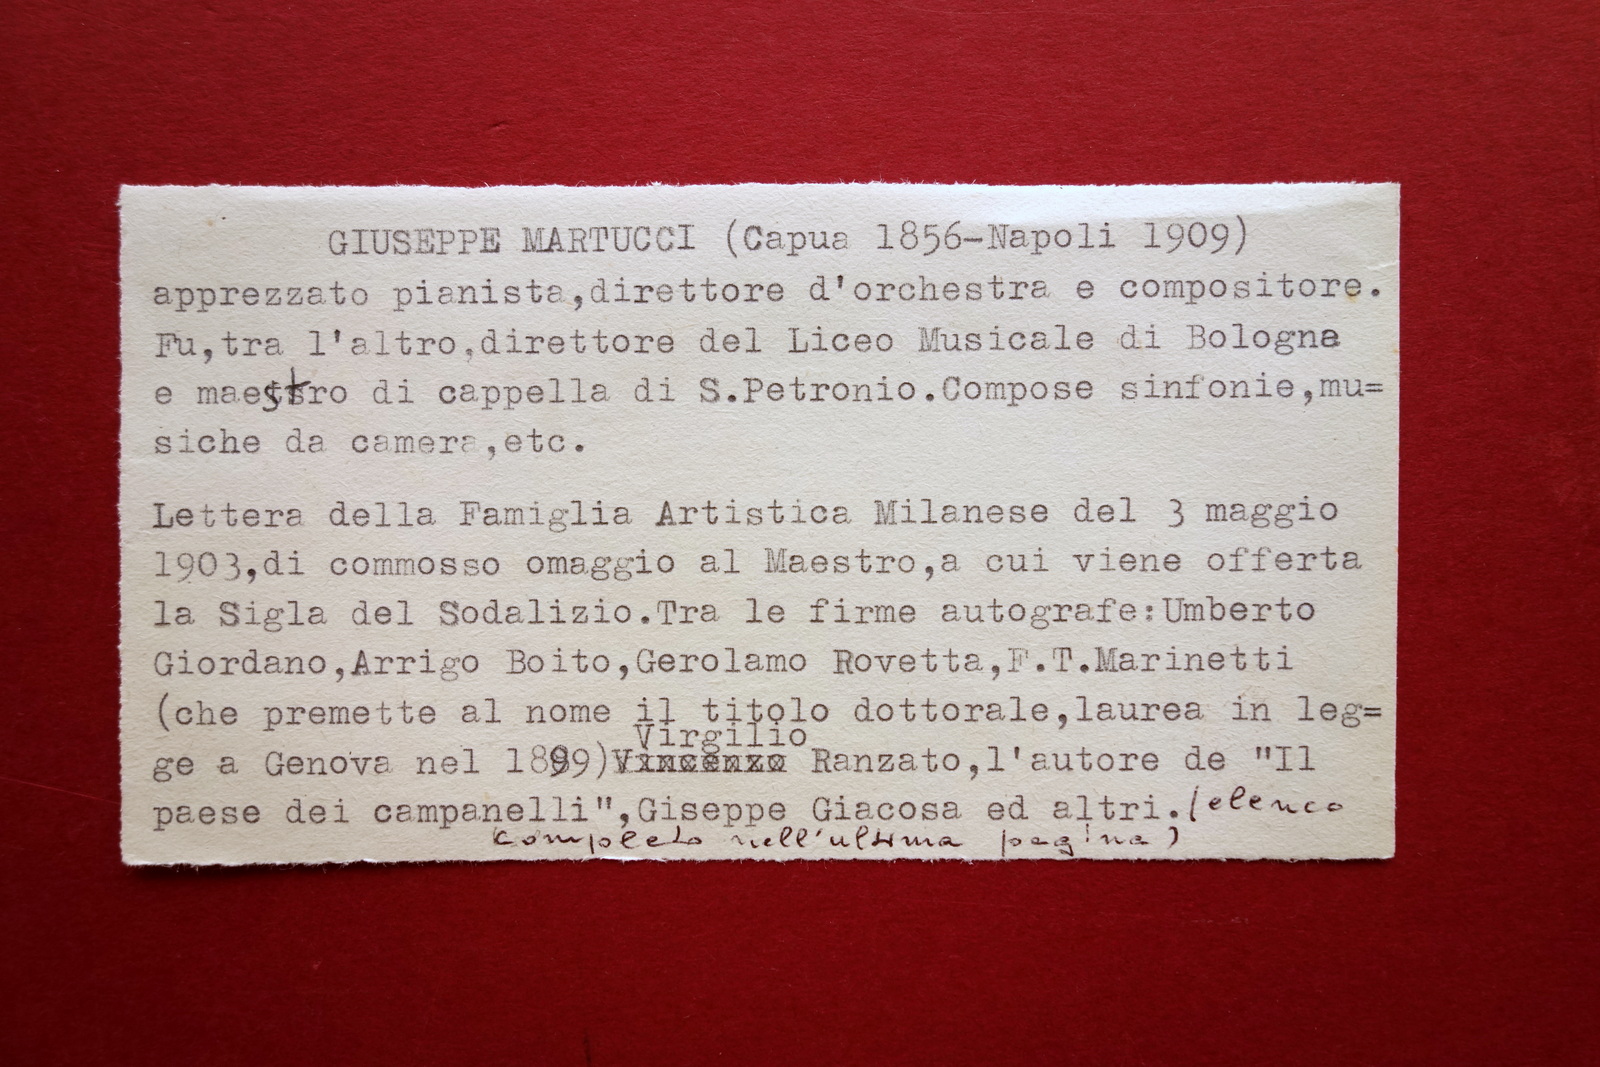 GIUSEPPE MARTUCCI (Capua 1856-Napoli 1909)
apprezzato pianista,direttore d'orchestra e compositore.
Fu,tra l'altro,direttore del Liceo Musicale di Bologna
e maestro di cappella di S.Petronio.Compose sinfonie,mu=
siche da camera,etc.
Lettera della Famiglia Artistica Milanese del 3 maggio
1903,di commosso omaggio al Maestro,a cui viene offerta
la Sigla del Sodalizio.Tra le firme autografe:Umberto
Giordano,Arrigo Boito,Gerolamo Rovetta,F.T.Marinetti
(che premette al nome il titolo dottorale,laurea in leg=
Virgilio
ge a Genova nel 1899)Vincenzo Ranzato,l'autore de "Il
paese dei campanelli",Giseppe Giacosa ed altri.(elenco
completo nell'ultima pagina)